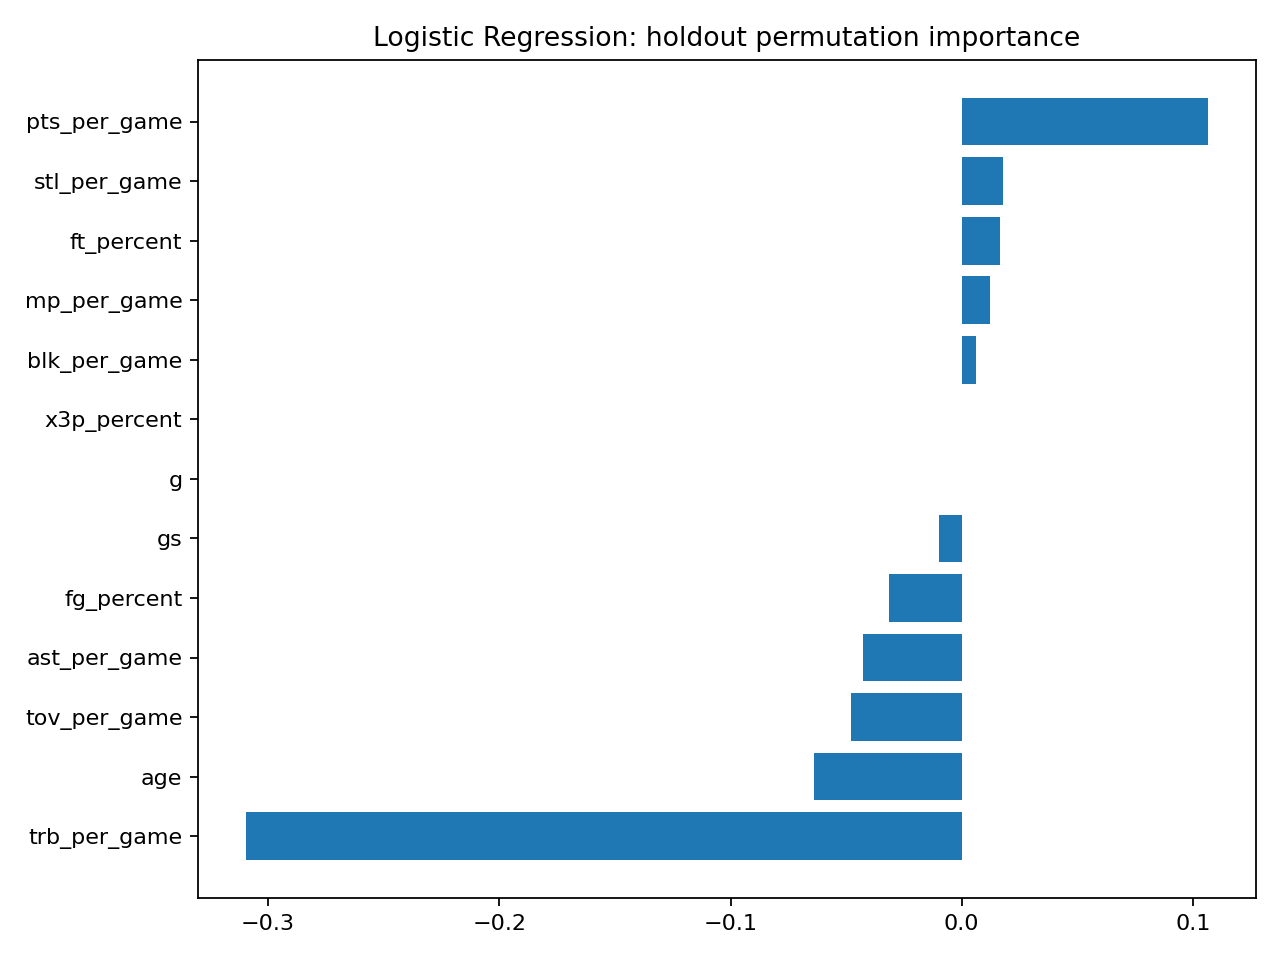 Logistic Regression: holdout permutation importance
pts_per_game
stl_per_game
ft_percent
mp_per_game
blk_per_game
x3p_percent
g
gs
fg_percent
ast_per_game
tov_per_game
age
trb_per_game
−0.3 −0.2 −0.1 0.0 0.1